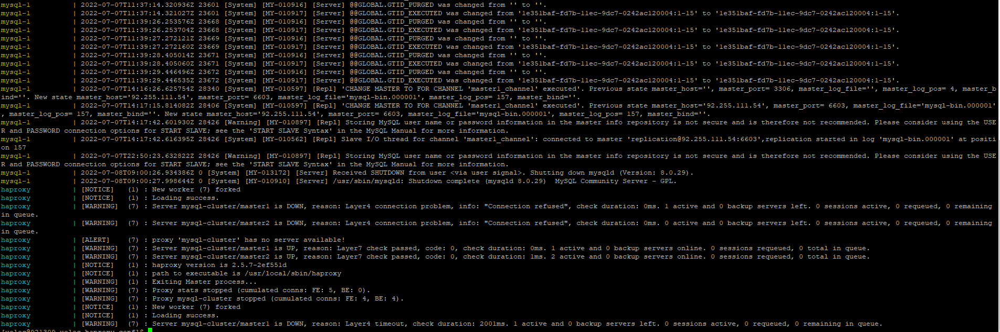 mysql-1 | 2022-07-07T11:37:14.320936Z 23601 [System] [MY-010916] [Server] @@GLOBAL.GTID_PURGED was changed from '' to ''.
mysql-1 | 2022-07-07T11:37:14.321027Z 23601 [System] [MY-010917] [Server] @@GLOBAL.GTID_EXECUTED was changed from '1e351baf-fd7b-11ec-9dc7-0242ac120004:1-15' to '1e351baf-fd7b-11ec-9dc7-0242ac120004:1-15'.
mysql-1 | 2022-07-07T11:39:26.253576Z 23668 [System] [MY-010916] [Server] @@GLOBAL.GTID_PURGED was changed from '' to ''.
mysql-1 | 2022-07-07T11:39:26.253704Z 23668 [System] [MY-010917] [Server] @@GLOBAL.GTID_EXECUTED was changed from '1e351baf-fd7b-11ec-9dc7-0242ac120004:1-15' to '1e351baf-fd7b-11ec-9dc7-0242ac120004:1-15'.
mysql-1 | 2022-07-07T11:39:27.272121Z 23669 [System] [MY-010916] [Server] @@GLOBAL.GTID_PURGED was changed from '' to ''.
mysql-1 | 2022-07-07T11:39:27.272160Z 23669 [System] [MY-010917] [Server] @@GLOBAL.GTID_EXECUTED was changed from '1e351baf-fd7b-11ec-9dc7-0242ac120004:1-15' to '1e351baf-fd7b-11ec-9dc7-0242ac120004:1-15'.
mysql-1 | 2022-07-07T11:39:28.405014Z 23671 [System] [MY-010916] [Server] @@GLOBAL.GTID_PURGED was changed from '' to ''.
mysql-1 | 2022-07-07T11:39:28.405060Z 23671 [System] [MY-010917] [Server] @@GLOBAL.GTID_EXECUTED was changed from '1e351baf-fd7b-11ec-9dc7-0242ac120004:1-15' to '1e351baf-fd7b-11ec-9dc7-0242ac120004:1-15'.
mysql-1 | 2022-07-07T11:39:29.446496Z 23672 [System] [MY-010916] [Server] @@GLOBAL.GTID_PURGED was changed from '' to ''.
mysql-1 | 2022-07-07T11:39:29.446535Z 23672 [System] [MY-010917] [Server] @@GLOBAL.GTID_EXECUTED was changed from '1e351baf-fd7b-11ec-9dc7-0242ac120004:1-15' to '1e351baf-fd7b-11ec-9dc7-0242ac120004:1-15'.
mysql-1 | 2022-07-07T14:16:26.625754Z 28340 [System] [MY-010597] [Repl] 'CHANGE MASTER TO FOR CHANNEL 'master1_channel' executed'. Previous state master_host='', master_port= 3306, master_log_file='', master_log_pos= 4, master_b
ind=''. New state master_host='92.255.111.54', master_port= 6603, master_log_file='mysql-bin.000001', master_log_pos= 157, master_bind=''.
mysql-1 | 2022-07-07T14:17:15.814082Z 28406 [System] [MY-010597] [Repl] 'CHANGE MASTER TO FOR CHANNEL 'master1_channel' executed'. Previous state master_host='92.255.111.54', master_port= 6603, master_log_file='mysql-bin.000001'
, master_log_pos= 157, master_bind=''. New state master_host='92.255.111.54', master_port= 6603, master_log_file='mysql-bin.000001', master_log_pos= 157, master_bind=''.
mysql-1 | 2022-07-07T14:17:42.601930Z 28426 [Warning] [MY-010897] [Repl] Storing MySQL user name or password information in the master info repository is not secure and is therefore not recommended. Please consider using the USE
R and PASSWORD connection options for START SLAVE; see the 'START SLAVE Syntax' in the MySQL Manual for more information.
mysql-1 | 2022-07-07T14:17:42.616395Z 28426 [System] [MY-010562] [Repl] Slave I/O thread for channel 'master1_channel': connected to master 'replication@92.255.111.54:6603',replication started in log 'mysql-bin.000001' at positi
on 157
mysql-1 | 2022-07-07T22:50:23.632822Z 28426 [Warning] [MY-010897] [Repl] Storing MySQL user name or password information in the master info repository is not secure and is therefore not recommended. Please consider using the USE
R and PASSWORD connection options for START SLAVE; see the 'START SLAVE Syntax' in the MySQL Manual for more information.
mysql-1 | 2022-07-08T09:00:26.934386Z 0 [System] [MY-013172] [Server] Received SHUTDOWN from user <via user signal>. Shutting down mysqld (Version: 8.0.29).
mysql-1 | 2022-07-08T09:00:27.998644Z 0 [System] [MY-010910] [Server] /usr/sbin/mysqld: Shutdown complete (mysqld 8.0.29)  MySQL Community Server - GPL.
haproxy | [NOTICE] (1) : New worker (7) forked
haproxy | [NOTICE] (1) : Loading success.
haproxy | [WARNING] (7) : Server mysql-cluster/master1 is DOWN, reason: Layer4 connection problem, info: "Connection refused", check duration: 0ms. 1 active and 0 backup servers left. 0 sessions active, 0 requeued, 0 remaining
in queue.
haproxy | [WARNING] (7) : Server mysql-cluster/master2 is DOWN, reason: Layer4 connection problem, info: "Connection refused", check duration: 0ms. 0 active and 0 backup servers left. 0 sessions active, 0 requeued, 0 remaining
in queue.
haproxy | [ALERT] (7) : proxy 'mysql-cluster' has no server available!
haproxy | [WARNING] (7) : Server mysql-cluster/master1 is UP, reason: Layer7 check passed, code: 0, check duration: 0ms. 1 active and 0 backup servers online. 0 sessions requeued, 0 total in queue.
haproxy | [WARNING] (7) : Server mysql-cluster/master2 is UP, reason: Layer7 check passed, code: 0, check duration: 1ms. 2 active and 0 backup servers online. 0 sessions requeued, 0 total in queue.
haproxy | [NOTICE] (1) : haproxy version is 2.5.7-2ef551d
haproxy | [NOTICE] (1) : path to executable is /usr/local/sbin/haproxy
haproxy | [WARNING] (1) : Exiting Master process...
haproxy | [WARNING] (7) : Proxy stats stopped (cumulated conns: FE: 5, BE: 0).
haproxy | [WARNING] (7) : Proxy mysql-cluster stopped (cumulated conns: FE: 4, BE: 4).
haproxy | [NOTICE] (1) : New worker (7) forked
haproxy | [NOTICE] (1) : Loading success.
haproxy | [WARNING] (7) : Server mysql-cluster/master1 is DOWN, reason: Layer4 timeout, check duration: 2001ms. 1 active and 0 backup servers left. 0 sessions active, 0 requeued, 0 remaining in queue.